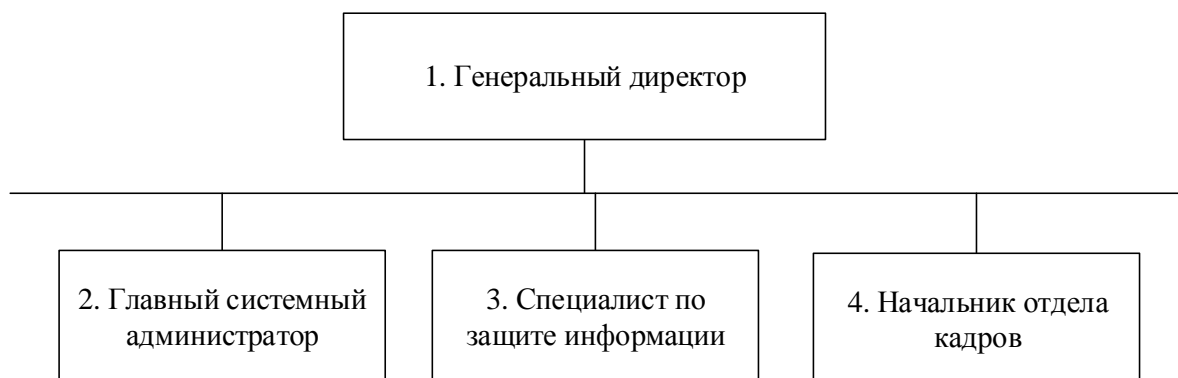 1. Генеральный директор
2. Главный системный
администратор
3. Специалист по
защите информации
4. Начальник отдела
кадров